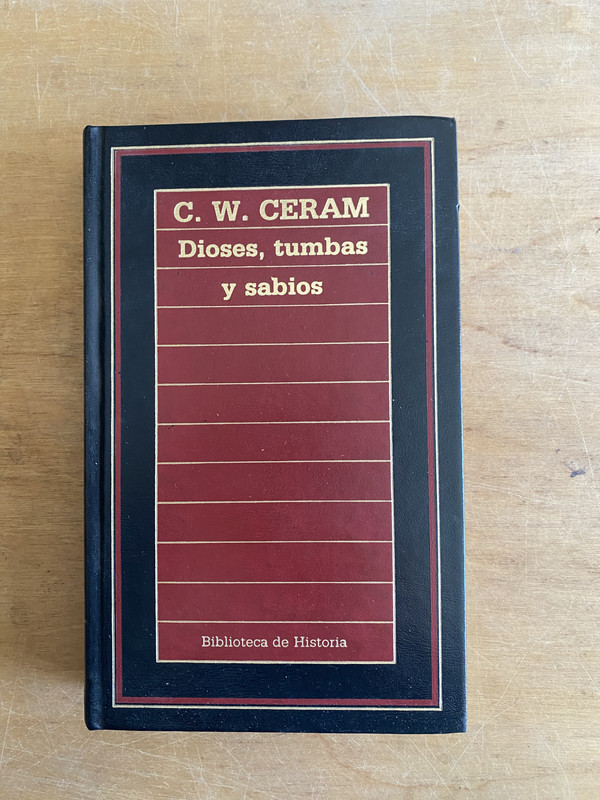 C. W. CERAM
Dioses, tumbas
y sabios
Biblioteca de Historia